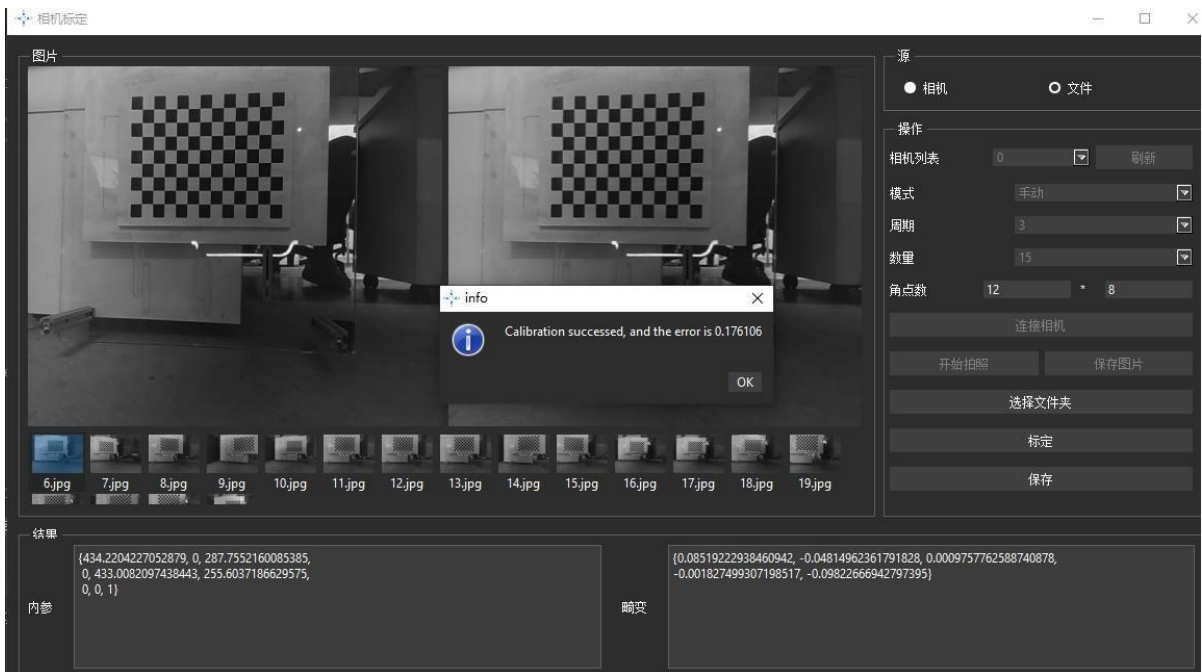 相机标定
图片
源
相机
文件
操作
相机列表
0
刷新
模式
手动
周期
3
数量
15
角点数
12
*
8
连接相机
开始拍照
保存图片
选择文件夹
标定
保存
info
Calibration successed, and the error is 0.176106
OK
6.jpg
7.jpg
8.jpg
9.jpg
10.jpg
11.jpg
12.jpg
13.jpg
14.jpg
15.jpg
16.jpg
17.jpg
18.jpg
19.jpg
结果
内参
{434.2204227052879, 0, 287.7552160085385,
0, 433.0082097438443, 255.6037186629575,
0, 0, 1}
畸变
{0.08519222938460942, -0.04814962361791828, 0.0009757762588740878,
-0.001827499307198517, -0.09822666942797395}